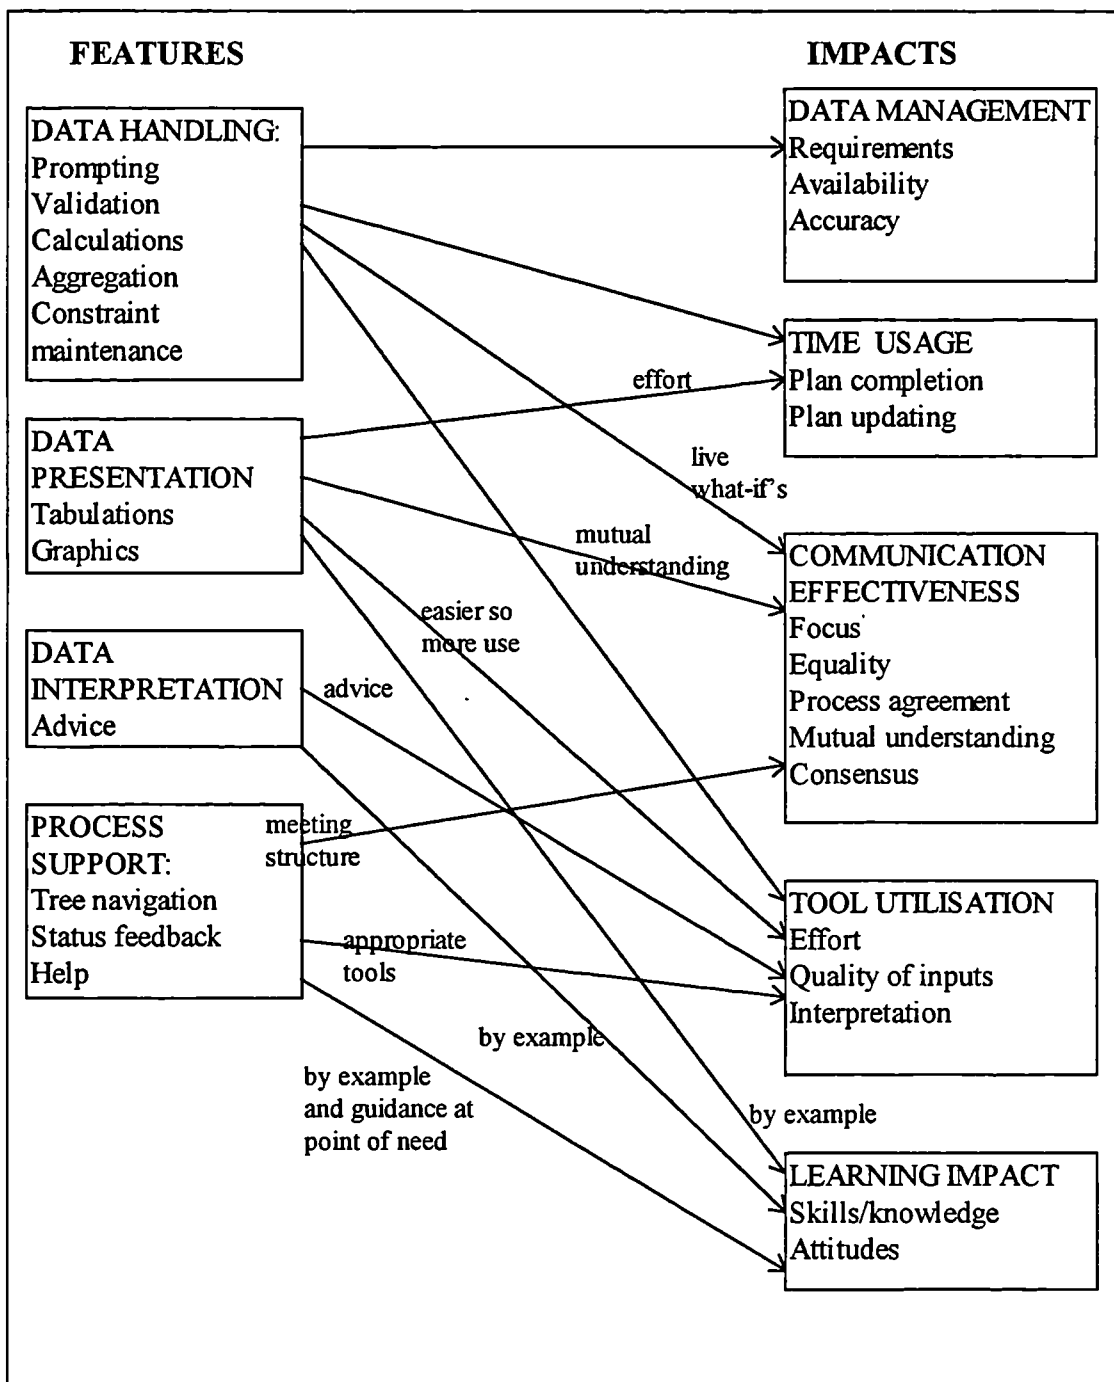 FEATURES
DATA HANDLING:
Prompting
Validation
Calculations
Aggregation
Constraint
maintenance
DATA
PRESENTATION
Tabulations
Graphics
DATA
INTERPRETATION
Advice
PROCESS
SUPPORT:
Tree navigation
Status feedback
Help
effort
live
what-if's
mutual
understanding
easier so
more use
advice
meeting
structure
appropriate
tools
by example
by example
and guidance at
point of need
by example
IMPACTS
DATA MANAGEMENT
Requirements
Availability
Accuracy
TIME USAGE
Plan completion
Plan updating
COMMUNICATION
EFFECTIVENESS
Focus
Equality
Process agreement
Mutual understanding
Consensus
TOOL UTILISATION
Effort
Quality of inputs
Interpretation
LEARNING IMPACT
Skills/knowledge
Attitudes